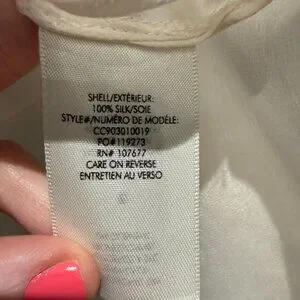 SHELL/EXTÉRIEUR:
100% SILK/SOIE
STYLE#/NUMÉRO DE MODÈLE:
CC903010019
PO#119273
RN# 107677
CARE ON REVERSE
ENTRETIEN AU VERSO